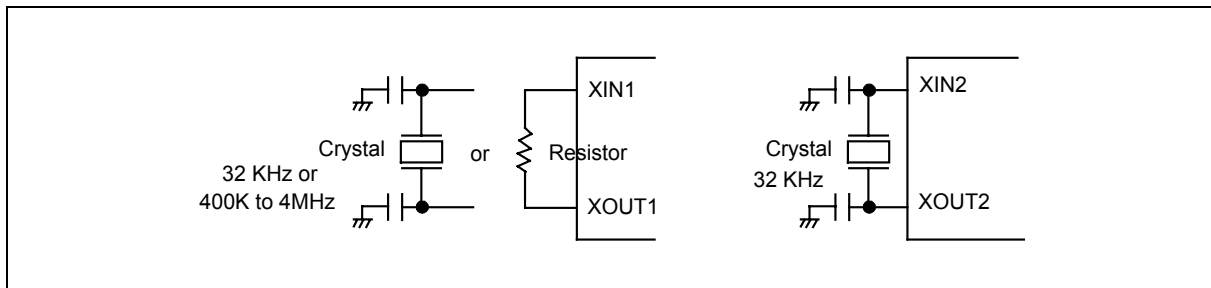 XIN1
Crystal
or
Resistor
32 KHz or
400K to 4MHz
XOUT1
XIN2
Crystal
32 KHz
XOUT2